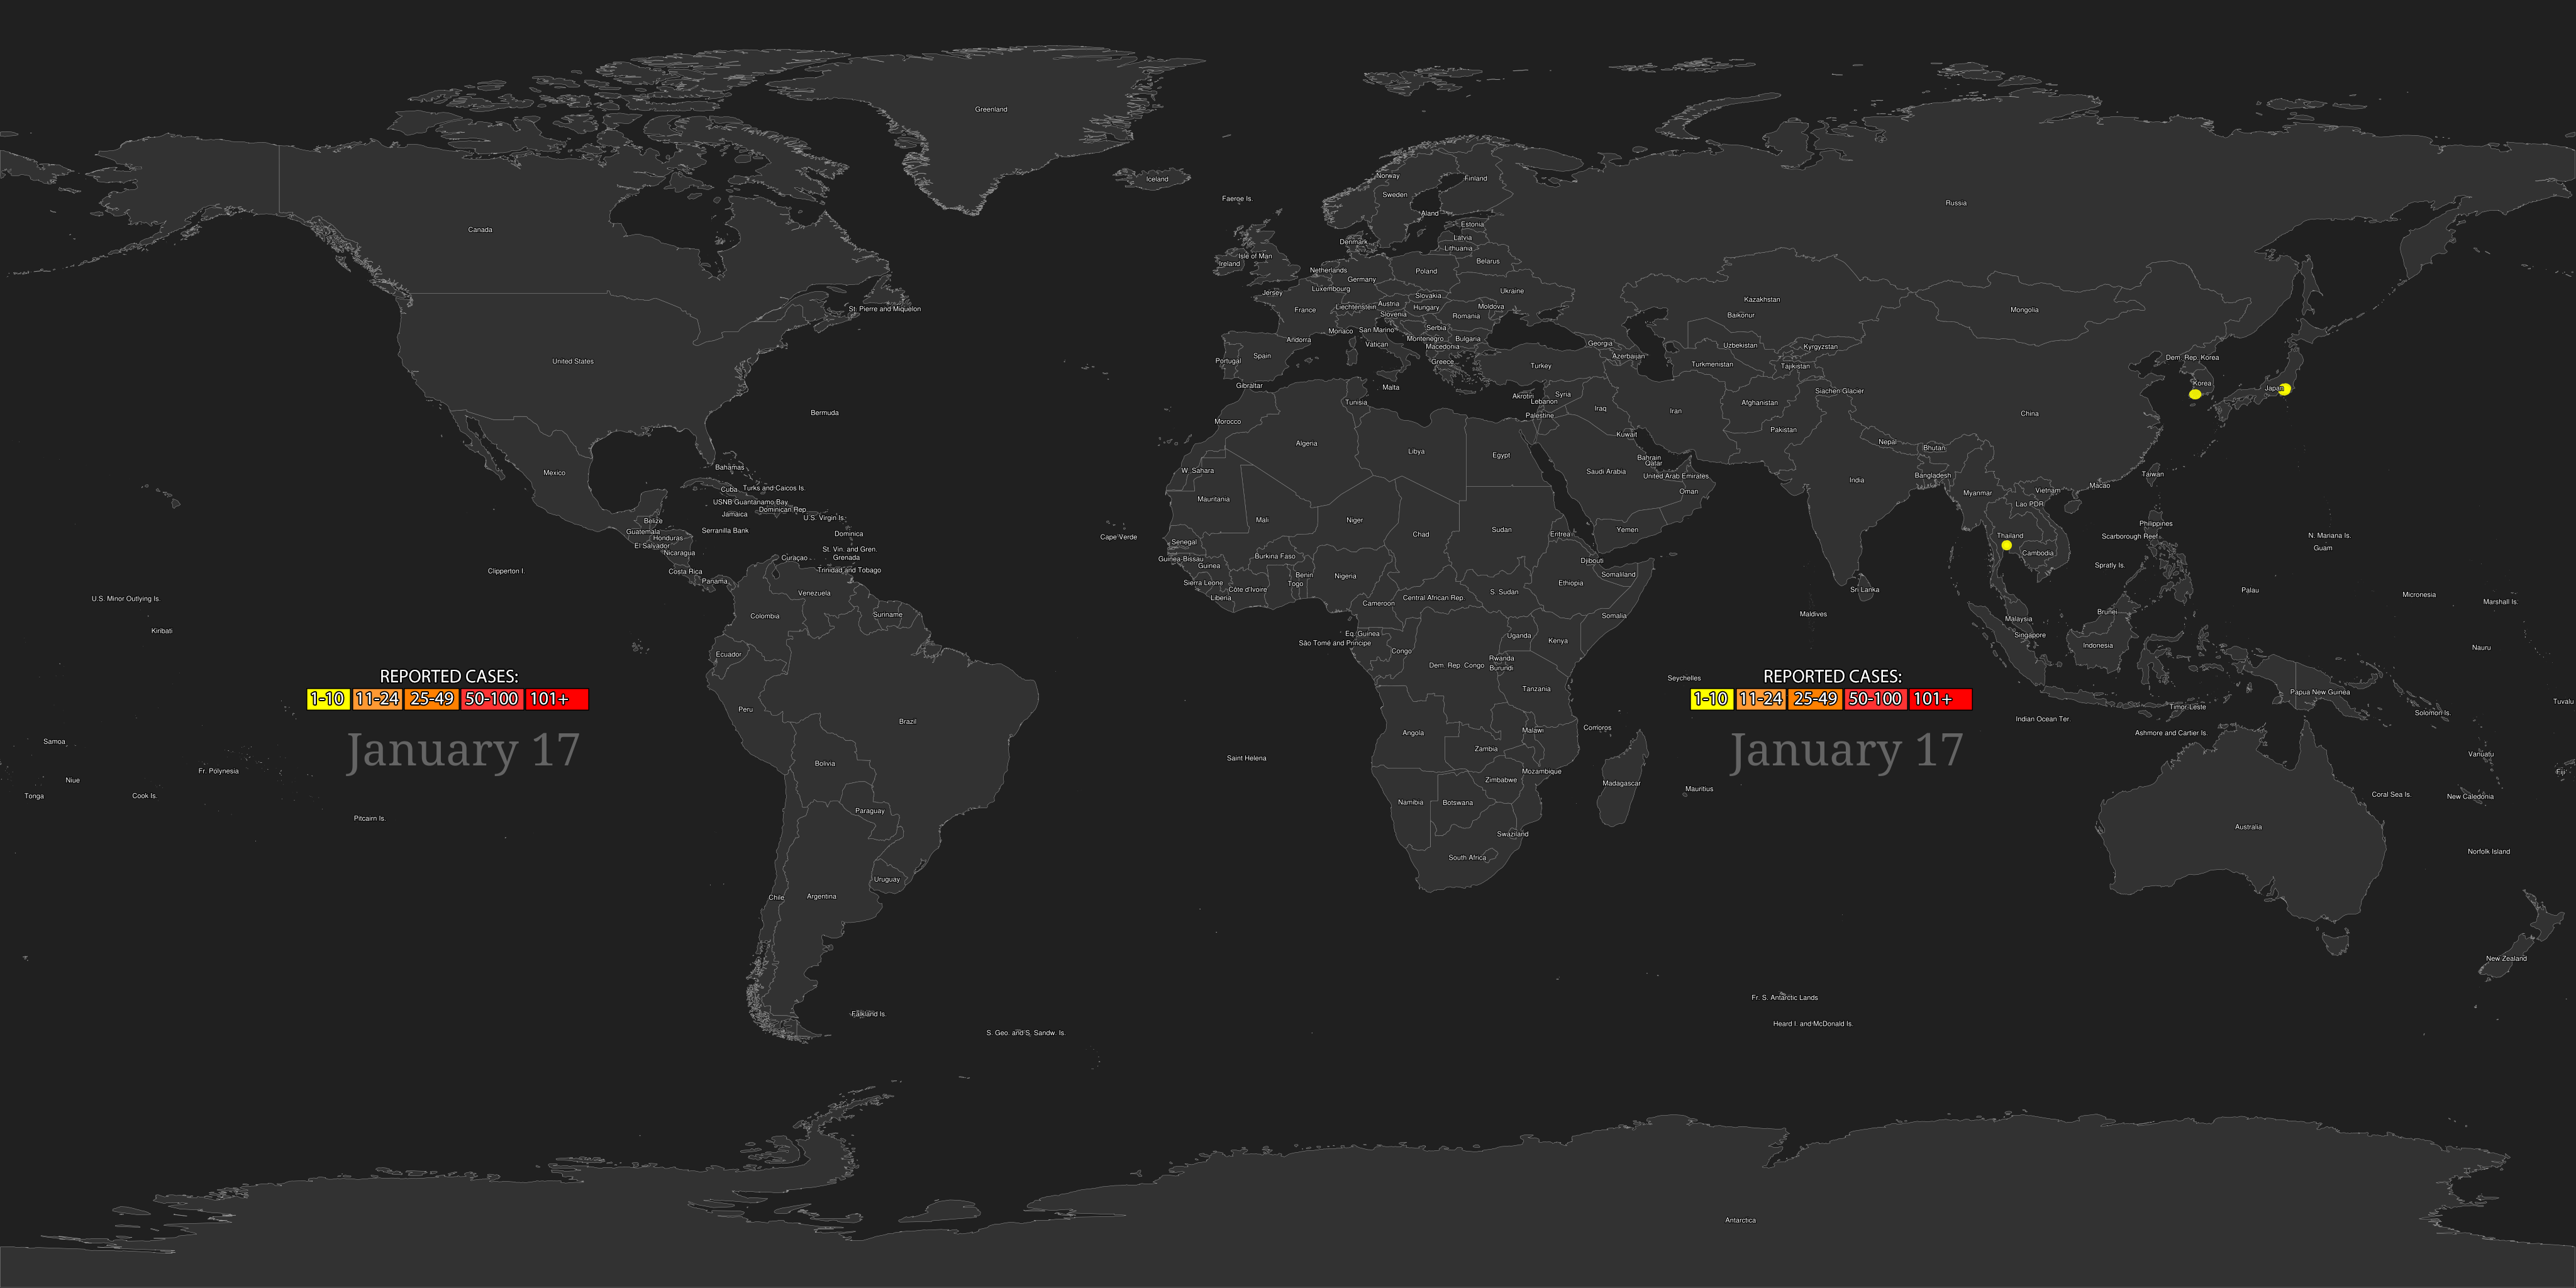 Greenland
Iceland
Norway
Finland
Sweden
Faeroe Is.
Russia
Aland
Estonia
Canada
Latvia
Denmark
Lithuania
Isle of Man
Ireland
Belarus
Netherlands
Poland
Germany
Luxembourg
Ukraine
Jersey
Slovakia
Kazakhstan
Austria
St. Pierre and Miquelon
France
Liechtenstein
Hungary
Moldova
Mongolia
Slovenia
Romania
Baikonur
Serbia
Monaco
San Marino
Andorra
Montenegro
Bulgaria
Georgia
Vatican
Macedonia
Uzbekistan
Kyrgyzstan
Portugal
Spain
Azerbaijan
Dem. Rep. Korea
United States
Greece
Turkey
Turkmenistan
Tajikistan
Gibraltar
Malta
Korea
Japan
Siachen Glacier
Syria
Akrotiri
Tunisia
Lebanon
Afghanistan
Iraq
Iran
Bermuda
Palestine
China
Morocco
Pakistan
Kuwait
Algeria
Nepal
Bhutan
Libya
Egypt
Bahrain
Qatar
Bahamas
W. Sahara
Saudi Arabia
Mexico
Taiwan
United Arab Emirates
Bangladesh
India
Macao
Cuba
Turks and Caicos Is.
Oman
Vietnam
Myanmar
Mauritania
USNB Guantanamo Bay
Lao PDR
Dominican Rep.
Jamaica
U.S. Virgin Is.
Belize
Mali
Niger
Philippines
Serranilla Bank
Guatemala
Sudan
Yemen
Dominica
Chad
Eritrea
Thailand
Scarborough Reef
N. Mariana Is.
Honduras
Cape Verde
Senegal
El Salvador
Guam
St. Vin. and Gren.
Nicaragua
Curaçao
Grenada
Burkina Faso
Cambodia
Guinea-Bissau
Djibouti
Guinea
Spratly Is.
Clipperton I.
Costa Rica
Trinidad and Tobago
Benin
Nigeria
Somaliland
Panama
Sierra Leone
Togo
Ethiopia
Côte d'Ivoire
Sri Lanka
Palau
Venezuela
S. Sudan
Micronesia
U.S. Minor Outlying Is.
Liberia
Central African Rep.
Cameroon
Marshall Is.
Brunei
Suriname
Maldives
Colombia
Somalia
Malaysia
Kiribati
Eq. Guinea
Uganda
Singapore
São Tomé and Principe
Kenya
Indonesia
Nauru
Congo
Ecuador
Rwanda
Dem. Rep. Congo
Burundi
REPORTED CASES:
1-10 11-24 25-49 50-100 101+
January 17
Seychelles
REPORTED CASES:
1-10 11-24 25-49 50-100 101+
January 17
Tanzania
Papua New Guinea
Tuvalu
Timor-Leste
Peru
Solomon Is.
Indian Ocean Ter.
Brazil
Comoros
Malawi
Angola
Ashmore and Cartier Is.
Samoa
Zambia
Vanuatu
Saint Helena
Bolivia
Fr. Polynesia
Mozambique
Fiji
Niue
Zimbabwe
Madagascar
Mauritius
Tonga
Cook Is.
Coral Sea Is.
New Caledonia
Namibia
Botswana
Paraguay
Pitcairn Is.
Australia
Swaziland
Norfolk Island
South Africa
Uruguay
Chile
Argentina
New Zealand
Fr. S. Antarctic Lands
Falkland Is.
Heard I. and McDonald Is.
S. Geo. and S. Sandw. Is.
Antarctica